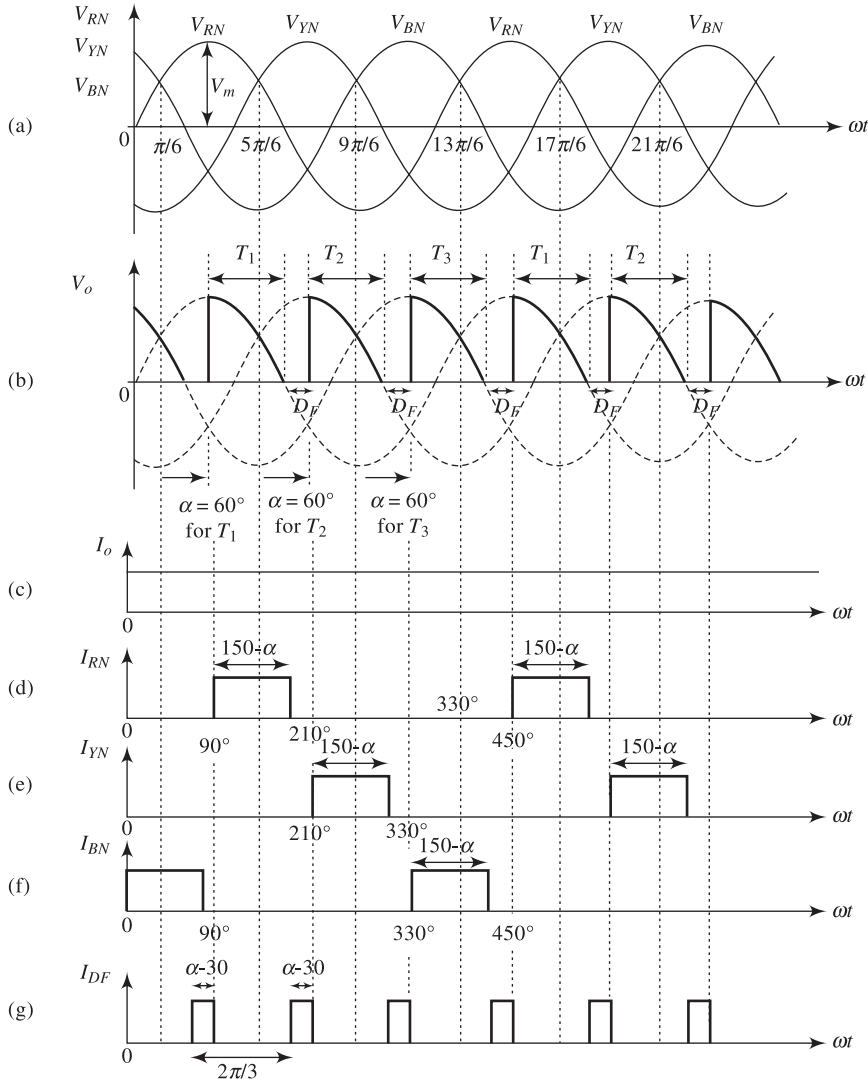 V_RN
V_YN
V_BN
V_RN V_YN V_BN V_RN V_YN V_BN
V_m
(a)
0
π/6 5π/6 9π/6 13π/6 17π/6 21π/6
ωt
T_1 T_2 T_3 T_1 T_2
V_o
(b)
0
ωt
D_F D_F D_F D_F D_F
α = 60° α = 60° α = 60°
for T_1 for T_2 for T_3
I_o
(c)
0
ωt
I_RN
150-α 150-α
(d)
330°
0
ωt
90° 210° 450°
I_YN
150-α 150-α
(e)
0
ωt
210° 330°
I_BN
150-α
(f)
0
ωt
90° 330° 450°
I_DF
α-30 α-30
(g)
0
ωt
2π/3